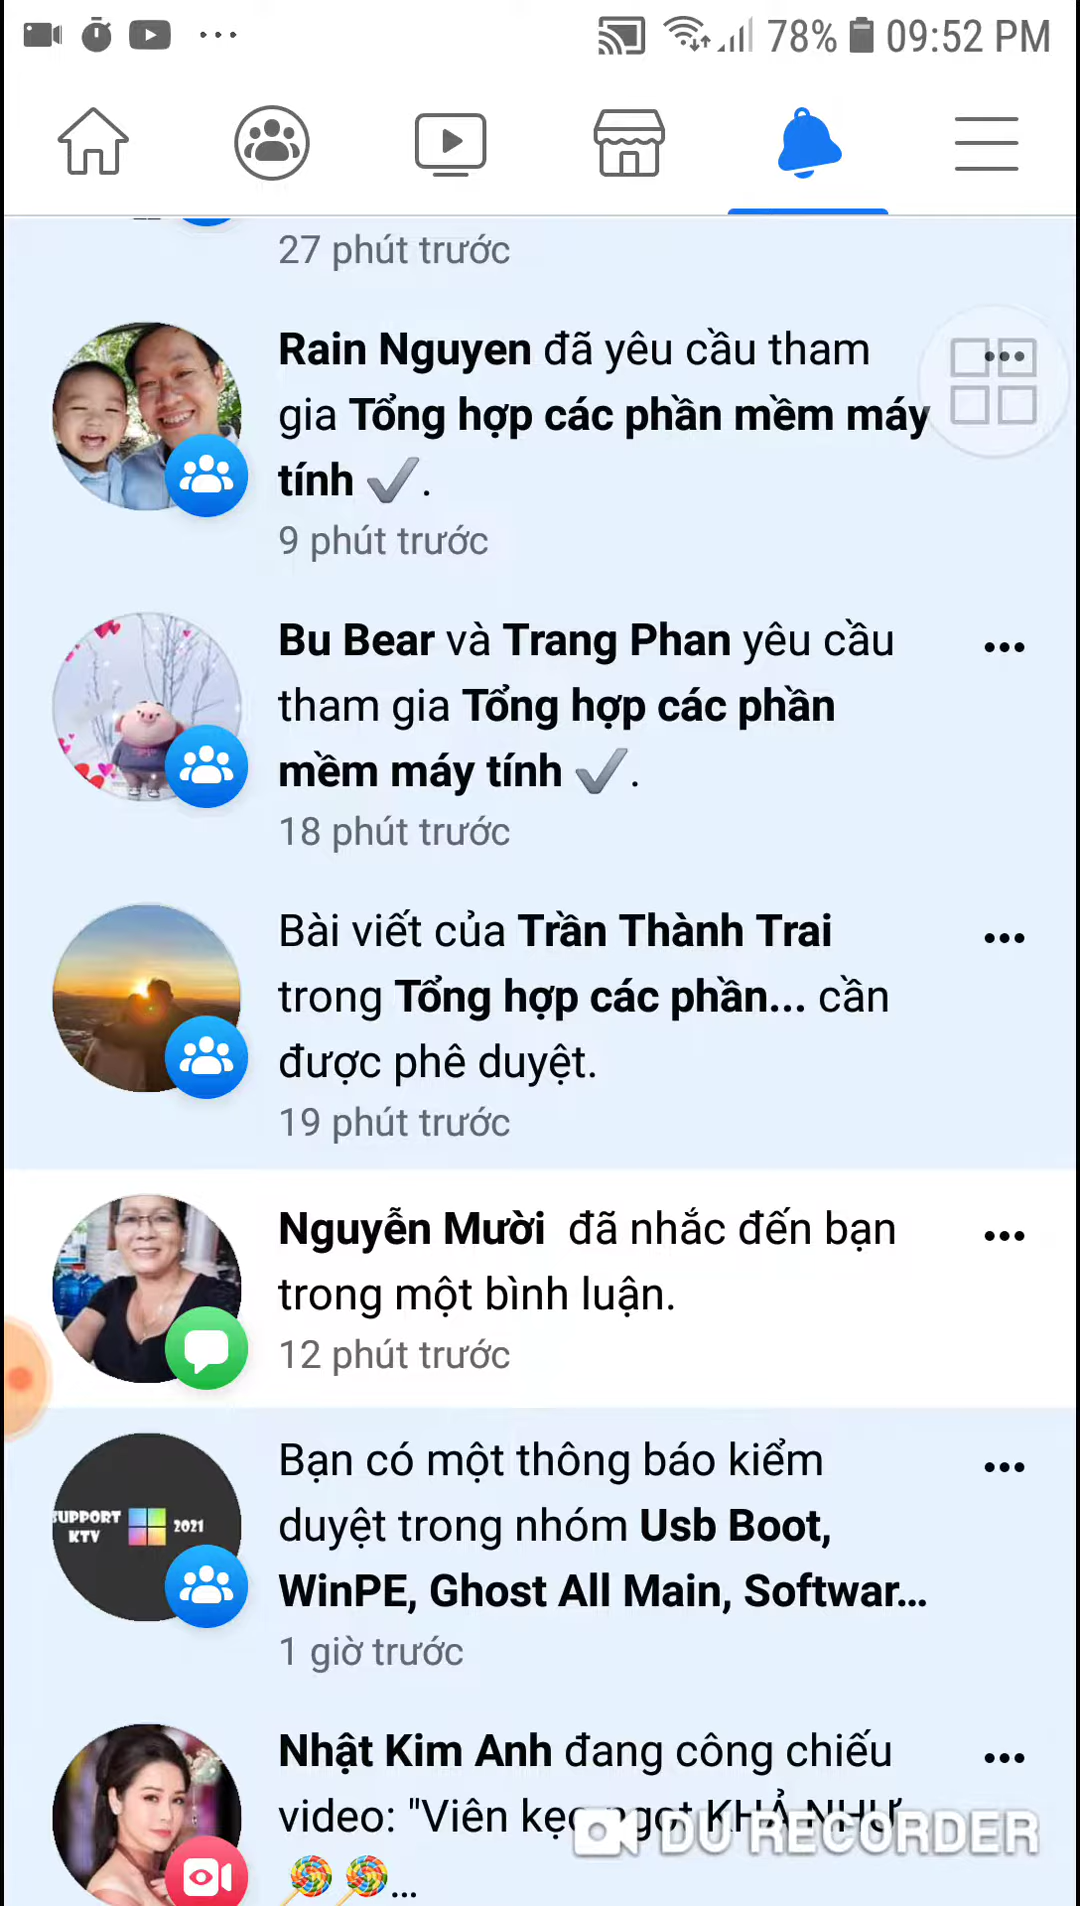 78% 09:52 PM
27 phút trước
Rain Nguyen đã yêu cầu tham
gia Tổng hợp các phần mềm máy
tính ✔.
9 phút trước
Bu Bear và Trang Phan yêu cầu
tham gia Tổng hợp các phần
mềm máy tính ✔.
18 phút trước
Bài viết của Trần Thành Trai
trong Tổng hợp các phần... cần
được phê duyệt.
19 phút trước
Nguyễn Mười đã nhắc đến bạn
trong một bình luận.
12 phút trước
SUPPORT
KTV
2021
Bạn có một thông báo kiểm
duyệt trong nhóm Usb Boot,
WinPE, Ghost All Main, Softwar...
1 giờ trước
Nhật Kim Anh đang công chiếu
video: "Viên kẹo ngọt KHẢ NHƯ
🍭🍭...
DU RECORDER